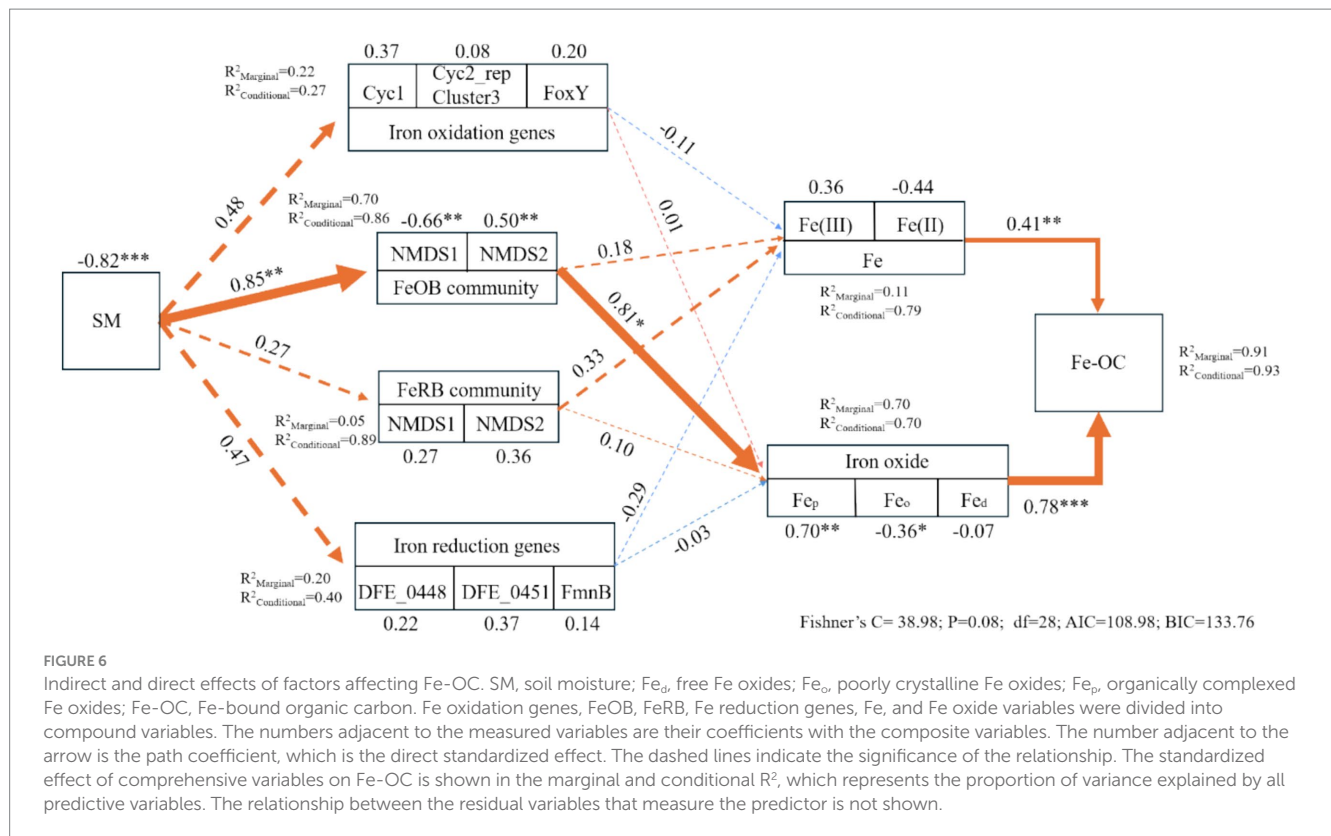 0.37 0.08 0.20
R²Marginal=0.22
R²Conditional=0.27
Cyc1
Cyc2_rep
Cluster3
FoxY
Iron oxidation genes
-0.11
0.48
R²Marginal=0.70
R²Conditional=0.86
-0.66** 0.50**
NMDS1 NMDS2
FeOB community
0.18
0.01
0.36 -0.44
Fe(III) Fe(II)
Fe
0.41**
R²Marginal=0.11
R²Conditional=0.79
-0.82***
SM
0.85**
0.81*
0.27
0.33
Fe-OC
R²Marginal=0.91
R²Conditional=0.93
FeRB community
NMDS1 NMDS2
0.27 0.36
R²Marginal=0.05
R²Conditional=0.89
0.10
R²Marginal=0.70
R²Conditional=0.70
Iron oxide
Feₚ Feₒ Fe_d
0.70** -0.36* -0.07
0.78***
0.47
-0.29
-0.03
Iron reduction genes
R²Marginal=0.20
R²Conditional=0.40
DFE_0448 DFE_0451 FmnB
0.22 0.37 0.14
Fishner's C= 38.98; P=0.08; df=28; AIC=108.98; BIC=133.76
FIGURE 6
Indirect and direct effects of factors affecting Fe-OC. SM, soil moisture; Fe_d, free Fe oxides; Feₒ, poorly crystalline Fe oxides; Feₚ, organically complexed
Fe oxides; Fe-OC, Fe-bound organic carbon. Fe oxidation genes, FeOB, FeRB, Fe reduction genes, Fe, and Fe oxide variables were divided into
compound variables. The numbers adjacent to the measured variables are their coefficients with the composite variables. The number adjacent to the
arrow is the path coefficient, which is the direct standardized effect. The dashed lines indicate the significance of the relationship. The standardized
effect of comprehensive variables on Fe-OC is shown in the marginal and conditional R², which represents the proportion of variance explained by all
predictive variables. The relationship between the residual variables that measure the predictor is not shown.